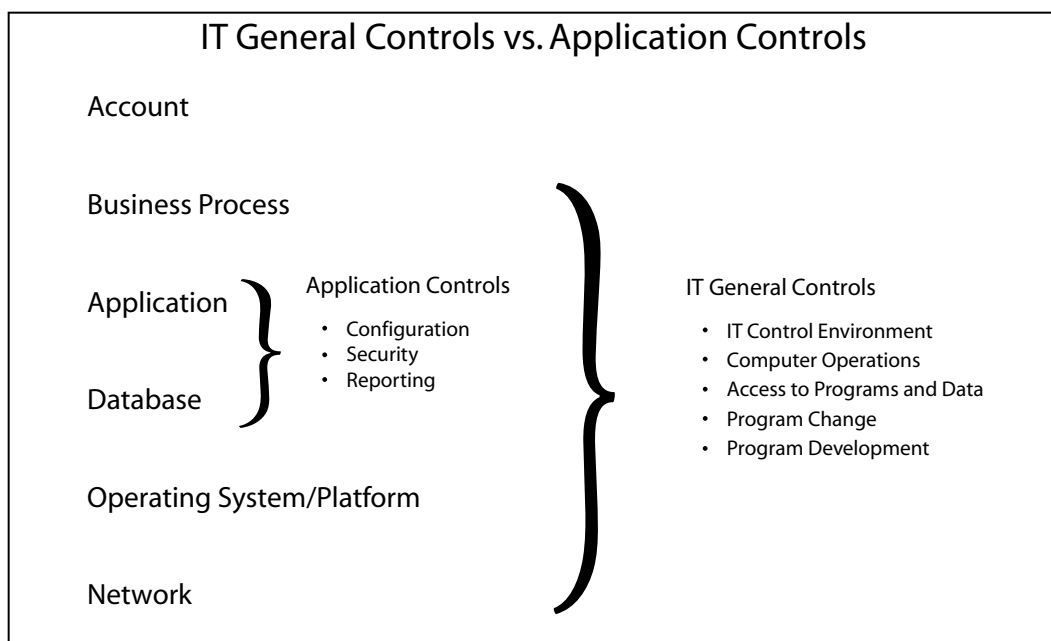 IT General Controls vs. Application Controls
Account
Business Process
Application
Database
Operating System/Platform
Network
Application Controls
• Configuration
• Security
• Reporting
IT General Controls
• IT Control Environment
• Computer Operations
• Access to Programs and Data
• Program Change
• Program Development